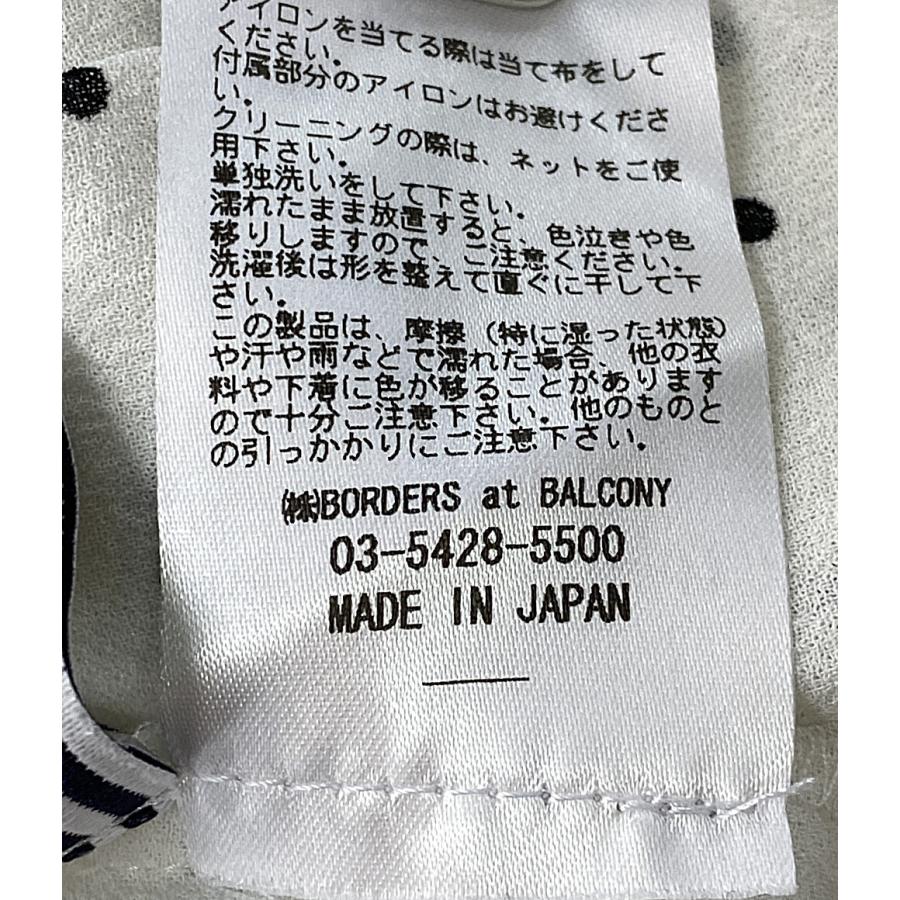 アイロンを当てる際は当て布をして
ください。
付属部分のアイロンはお避けくださ
い。
クリーニングの際は、ネットをご使
用下さい。
単独洗いをして下さい。
濡れたまま放置すると、色泣きや色
移りしますので、ご注意ください。
洗濯後は形を整えて直ぐに干して下
さい。
この製品は、摩擦（特に湿った状態）
や汗や雨などで濡れた場合、他の衣
料や下着に色が移ることがあります
ので十分ご注意下さい。他のものと
の引っかかりにご注意下さい。
㈱BORDERS at BALCONY
03-5428-5500
MADE IN JAPAN